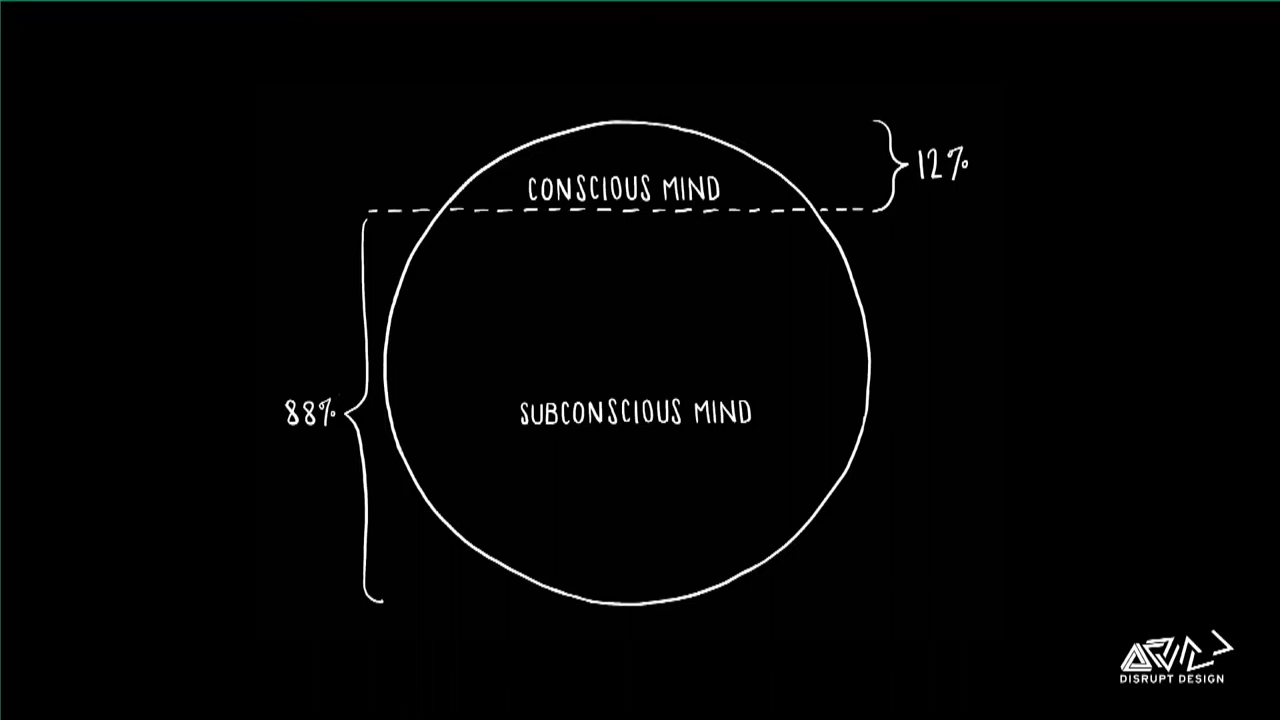 12%
CONSCIOUS MIND
88%
SUBCONSCIOUS MIND
DISRUPT DESIGN